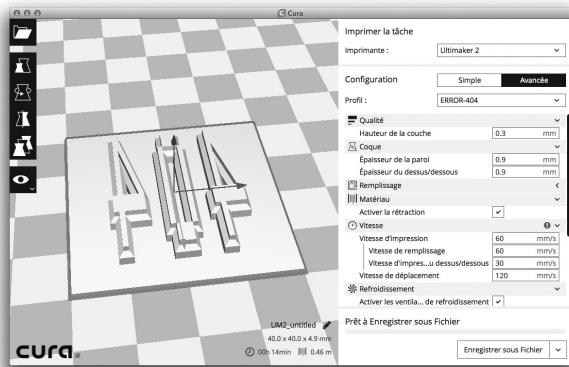 Cura
Imprimer la tâche
Imprimante :
Ultimaker 2
Configuration
Simple
Avancée
Profil :
ERROR-404
Qualité
Hauteur de la couche
0.3 mm
Coque
Épaisseur de la paroi
0.9 mm
Épaisseur du dessus/dessous
0.9 mm
Remplissage
Matériau
Activer la rétraction
Vitesse
Vitesse d'impression
60 mm/s
Vitesse de remplissage
60 mm/s
Vitesse d'impres...u dessus/dessous
30 mm/s
Vitesse de déplacement
120 mm/s
Refroidissement
Activer les ventila... de refroidissement
Prêt à Enregistrer sous Fichier
Enregistrer sous Fichier
404
UM2_untitled
40.0 x 40.0 x 4.9 mm
00h 14min 0.46 m
cura.